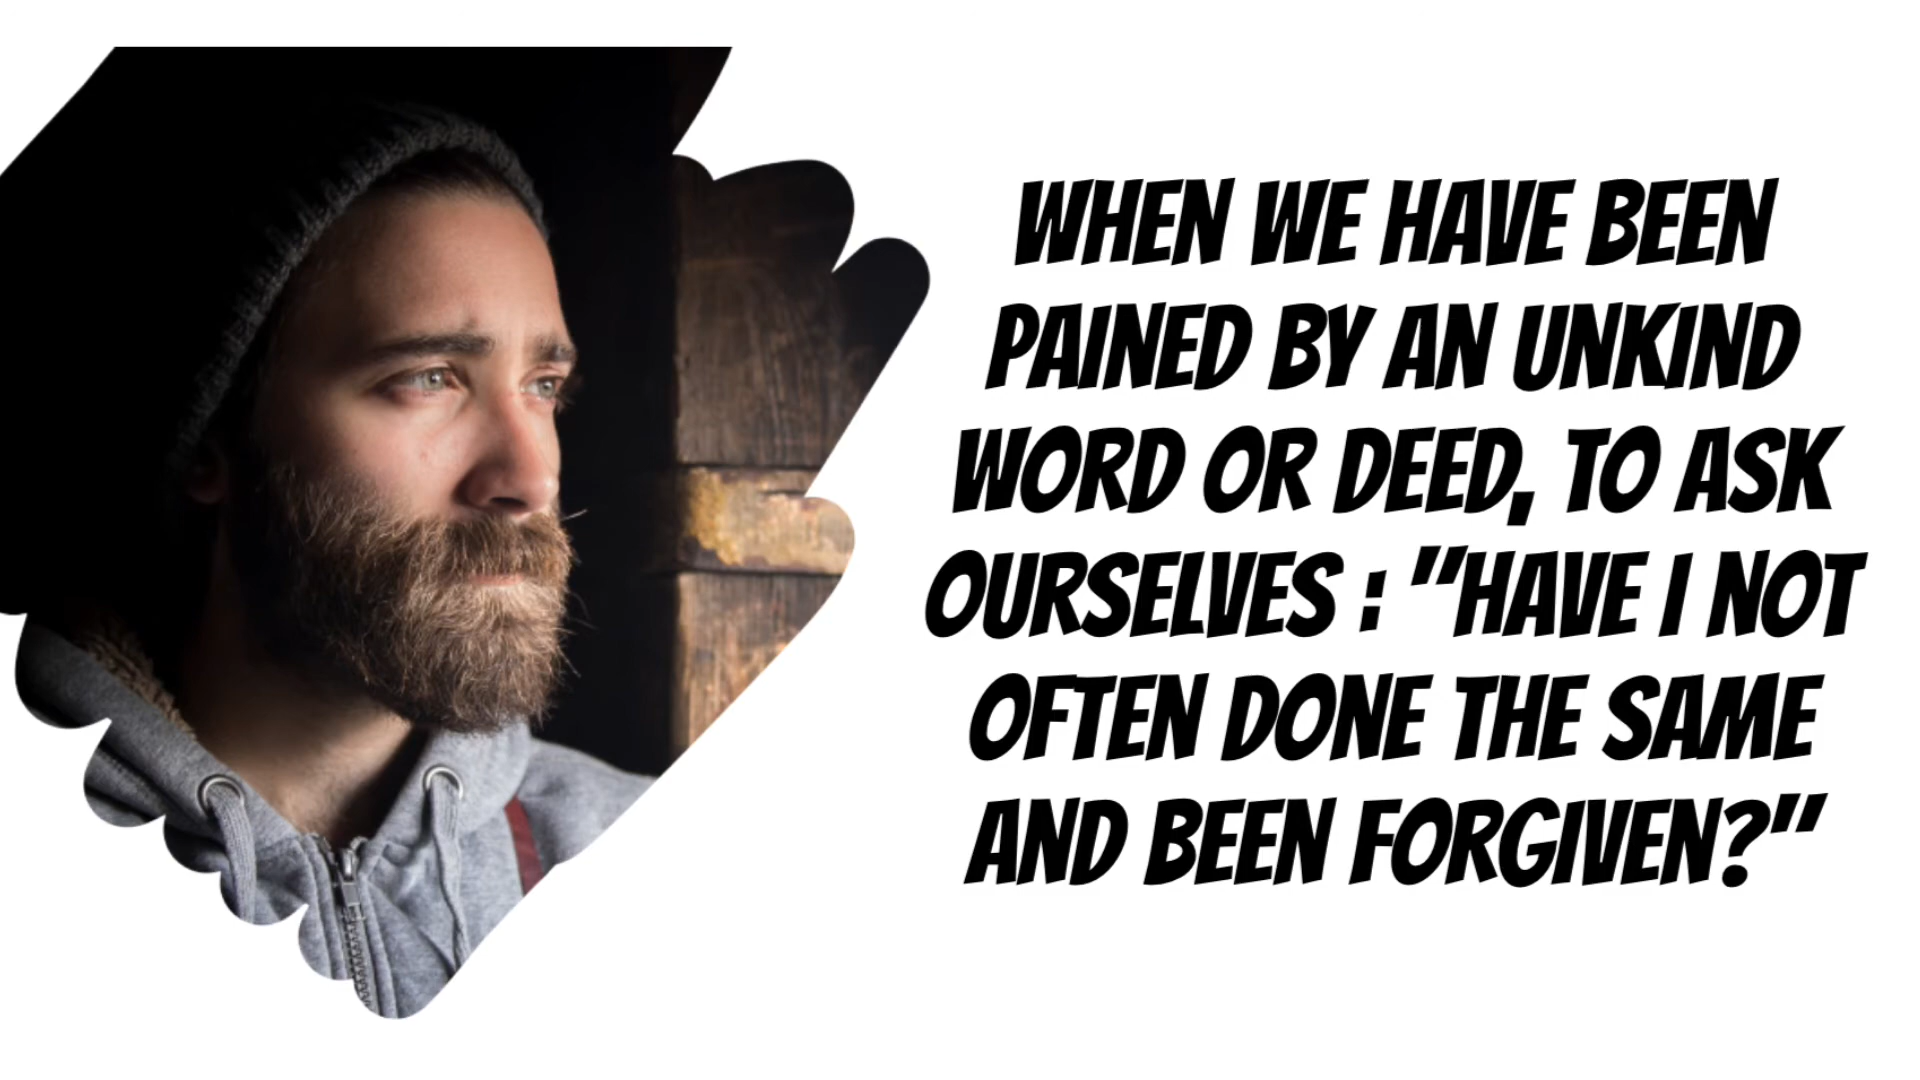 WHEN WE HAVE BEEN
PAINED BY AN UNKIND
WORD OR DEED, TO ASK
OURSELVES : "HAVE I NOT
OFTEN DONE THE SAME
AND BEEN FORGIVEN?"